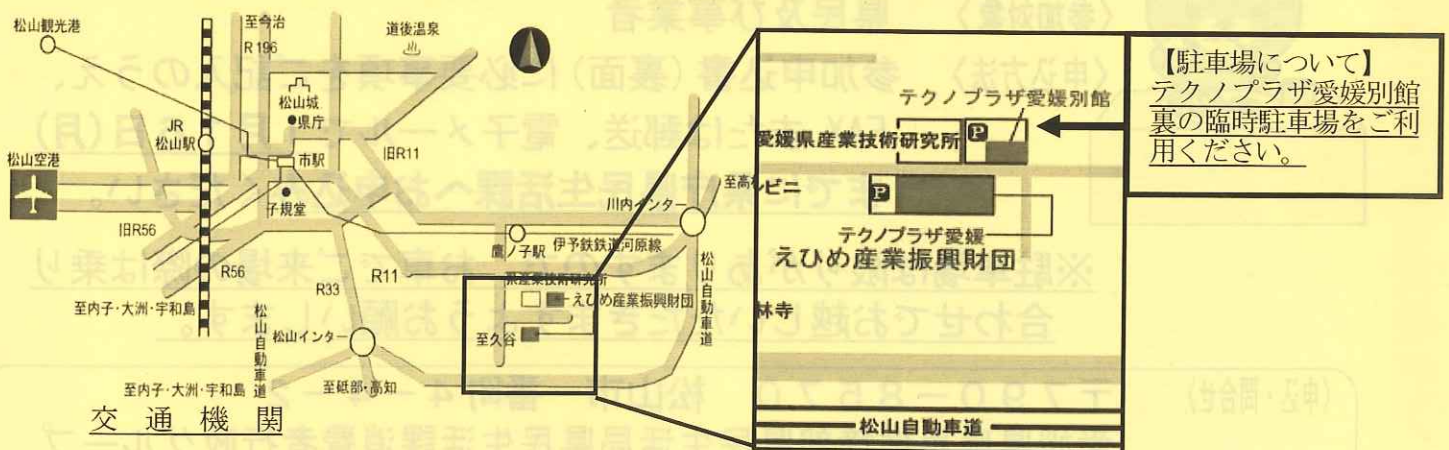 松山観光港
至今治
R196
道後温泉
松山城
県庁
JR
松山駅
市駅
旧R11
松山空港
子規堂
旧R56
R56
至内子・大洲・宇和島
R33
R11
鷹ノ子駅
伊予鉄鉄道河原線
川内インター
至高松
県産業技術研究所
えひめ産業振興財団
至久谷
松山自動車道
松山自動車道
松山インター
至内子・大洲・宇和島
至砥部・高知
交通機関
テクノプラザ愛媛別館
愛媛県産業技術研究所
P
ンビニ
P
テクノプラザ愛媛
えひめ産業振興財団
林寺
松山自動車道
【駐車場について】
テクノプラザ愛媛別館
裏の臨時駐車場をご利
用ください。